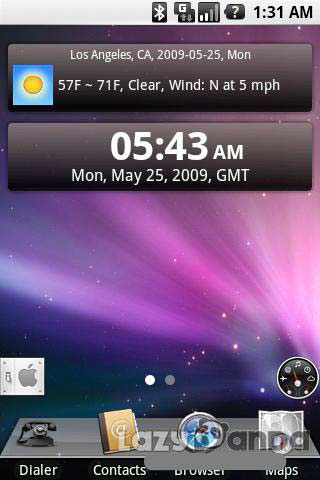 1:31 AM
Los Angeles, CA, 2009-05-25, Mon
57F ~ 71F, Clear, Wind: N at 5 mph
05:43 AM
Mon, May 25, 2009, GMT
@LazyPanda
Dialer Contacts Browser Maps